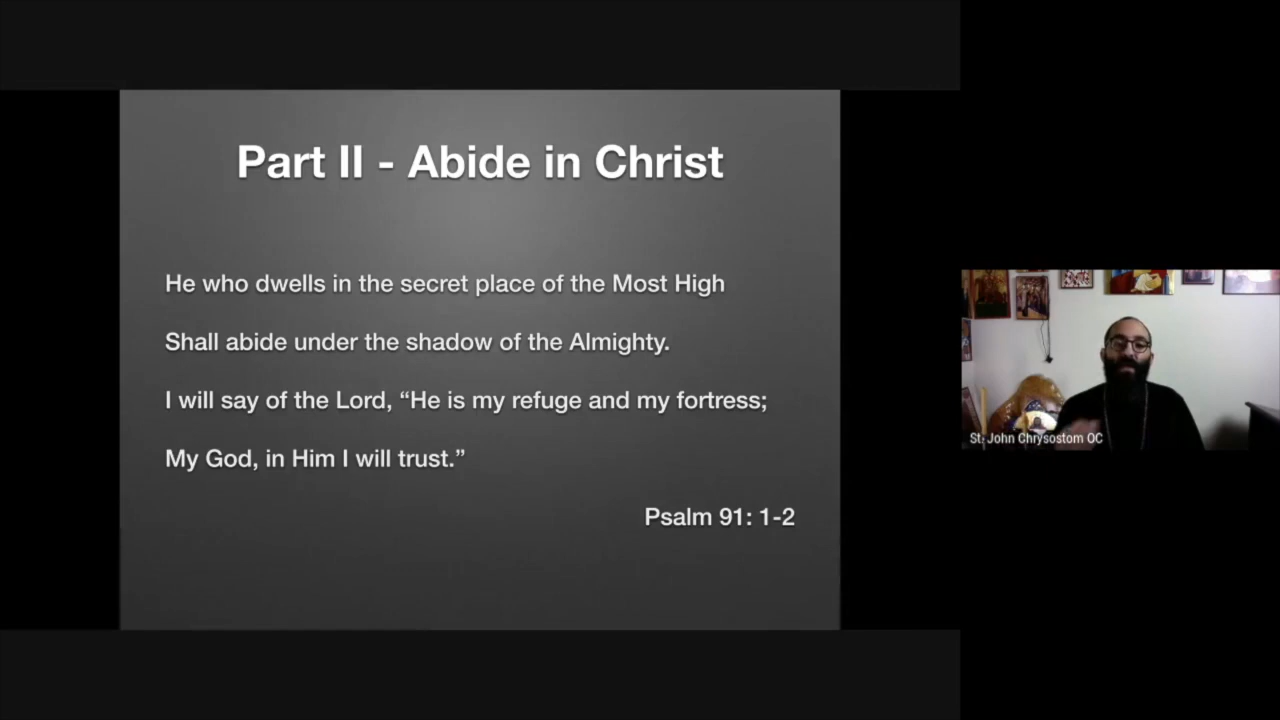 Part II - Abide in Christ
He who dwells in the secret place of the Most High
Shall abide under the shadow of the Almighty.
I will say of the Lord, “He is my refuge and my fortress;
My God, in Him I will trust.”
Psalm 91: 1-2
St. John Chrysostom OC